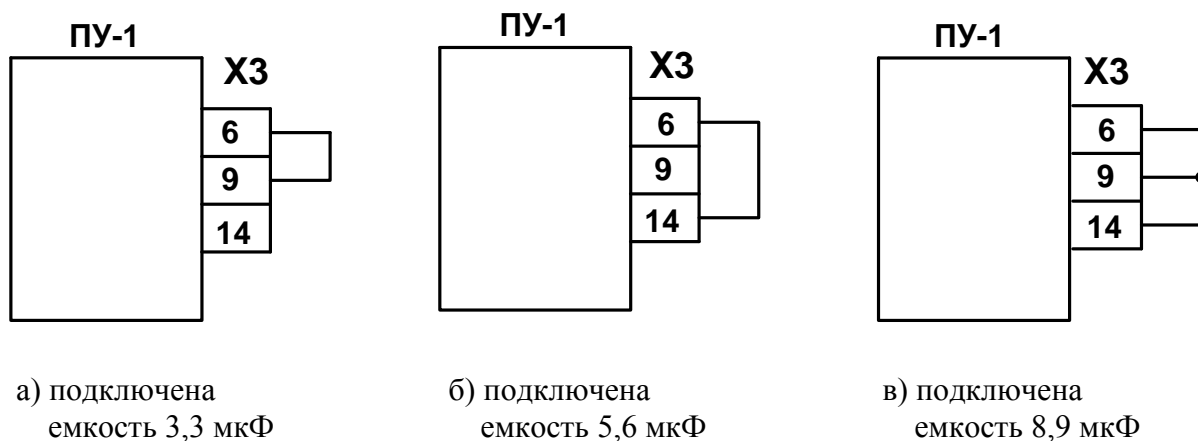 ПУ-1
Х3
6
9
14
а) подключена
емкость 3,3 мкФ
ПУ-1
Х3
6
9
14
б) подключена
емкость 5,6 мкФ
ПУ-1
Х3
6
9
14
в) подключена
емкость 8,9 мкФ